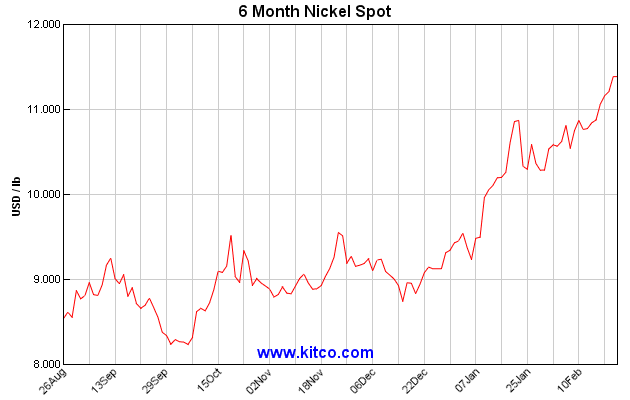 6 Month Nickel Spot
12.000
11.000
10.000
9.000
8.000
USD / lb
www.kitco.com
26Aug
13Sep
29Sep
15Oct
02Nov
18Nov
06Dec
22Dec
07Jan
25Jan
10Feb